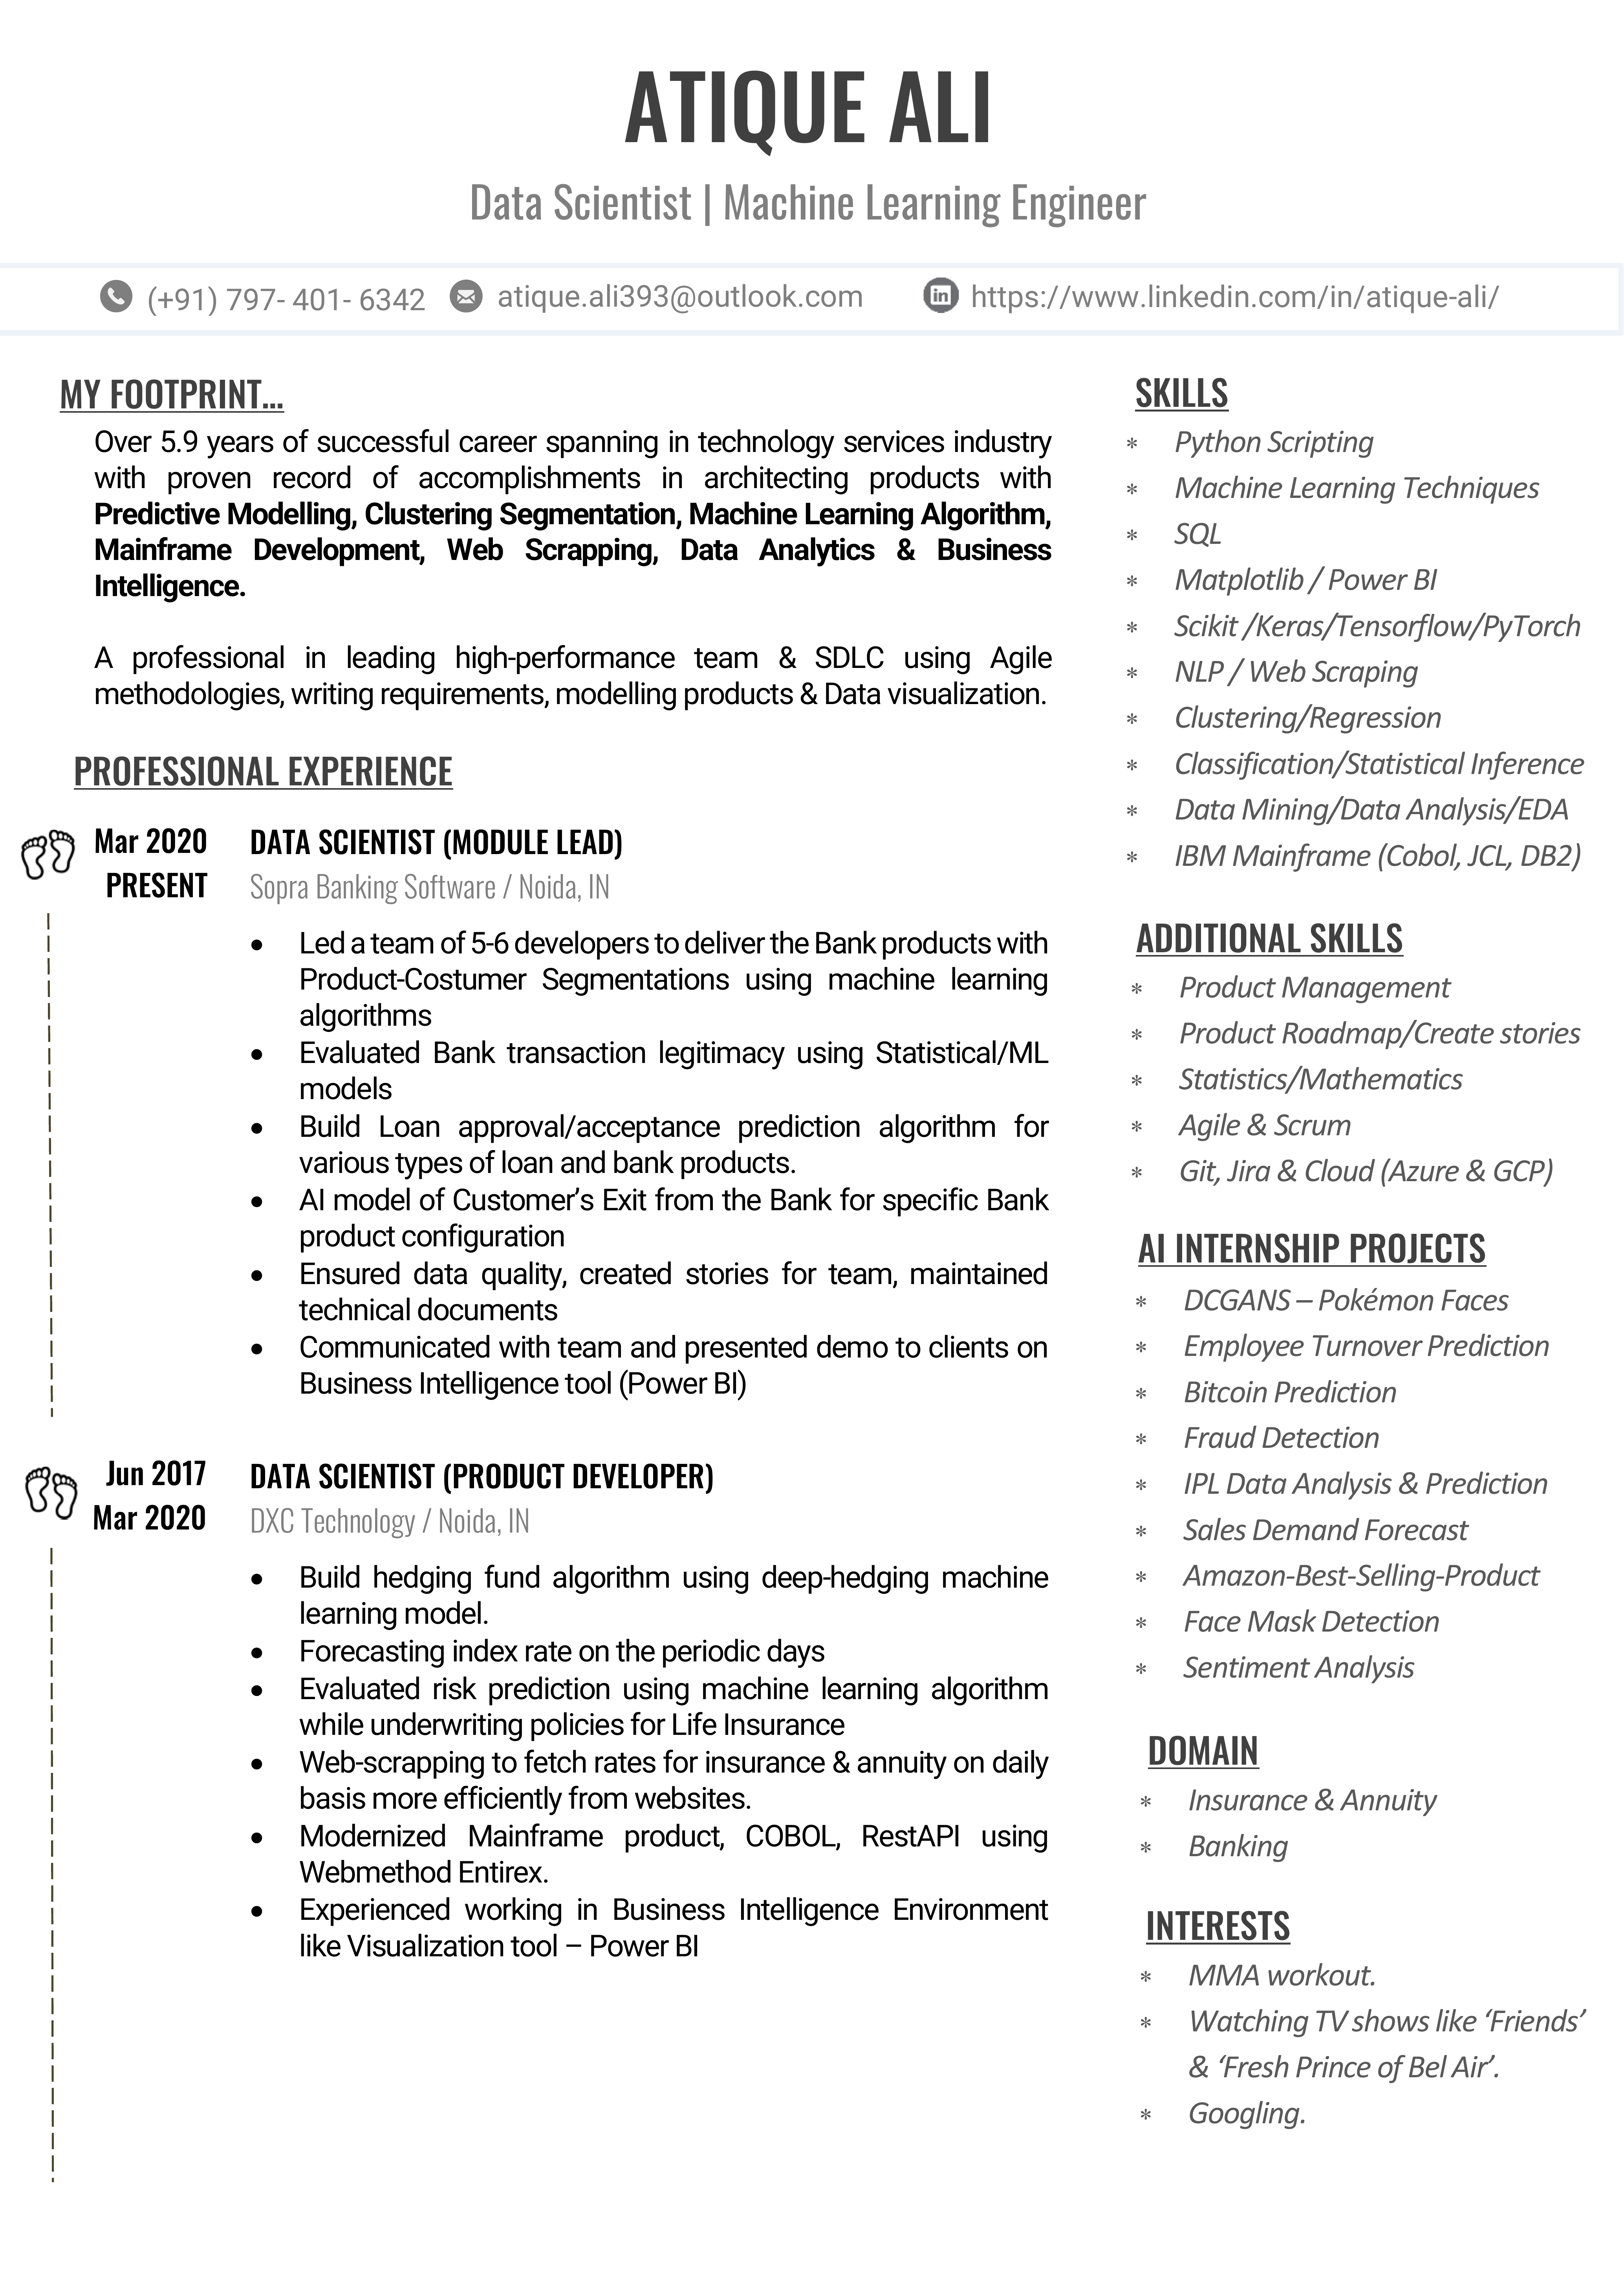 ATIQUE ALI
Data Scientist | Machine Learning Engineer
(+91) 797- 401- 6342
atique.ali393@outlook.com
https://www.linkedin.com/in/atique-ali/
MY FOOTPRINT...
Over 5.9 years of successful career spanning in technology services industry
with proven record of accomplishments in architecting products with
Predictive Modelling, Clustering Segmentation, Machine Learning Algorithm,
Mainframe Development, Web Scrapping, Data Analytics & Business
Intelligence.
A professional in leading high-performance team & SDLC using Agile
methodologies, writing requirements, modelling products & Data visualization.
PROFESSIONAL EXPERIENCE
Mar 2020
PRESENT
DATA SCIENTIST (MODULE LEAD)
Sopra Banking Software / Noida, IN
• Led a team of 5-6 developers to deliver the Bank products with
Product-Costumer Segmentations using machine learning
algorithms
• Evaluated Bank transaction legitimacy using Statistical/ML
models
• Build Loan approval/acceptance prediction algorithm for
various types of loan and bank products.
• AI model of Customer’s Exit from the Bank for specific Bank
product configuration
• Ensured data quality, created stories for team, maintained
technical documents
• Communicated with team and presented demo to clients on
Business Intelligence tool (Power BI)
Jun 2017
Mar 2020
DATA SCIENTIST (PRODUCT DEVELOPER)
DXC Technology / Noida, IN
• Build hedging fund algorithm using deep-hedging machine
learning model.
• Forecasting index rate on the periodic days
• Evaluated risk prediction using machine learning algorithm
while underwriting policies for Life Insurance
• Web-scrapping to fetch rates for insurance & annuity on daily
basis more efficiently from websites.
• Modernized Mainframe product, COBOL, RestAPI using
Webmethod Entirex.
• Experienced working in Business Intelligence Environment
like Visualization tool – Power BI
SKILLS
* Python Scripting
* Machine Learning Techniques
* SQL
* Matplotlib / Power BI
* Scikit /Keras/Tensorflow/PyTorch
* NLP / Web Scraping
* Clustering/Regression
* Classification/Statistical Inference
* Data Mining/Data Analysis/EDA
* IBM Mainframe (Cobol, JCL, DB2)
ADDITIONAL SKILLS
* Product Management
* Product Roadmap/Create stories
* Statistics/Mathematics
* Agile & Scrum
* Git, Jira & Cloud (Azure & GCP)
AI INTERNSHIP PROJECTS
* DCGANS – Pokémon Faces
* Employee Turnover Prediction
* Bitcoin Prediction
* Fraud Detection
* IPL Data Analysis & Prediction
* Sales Demand Forecast
* Amazon-Best-Selling-Product
* Face Mask Detection
* Sentiment Analysis
DOMAIN
* Insurance & Annuity
* Banking
INTERESTS
* MMA workout.
* Watching TV shows like ‘Friends’
& ‘Fresh Prince of Bel Air’.
* Googling.